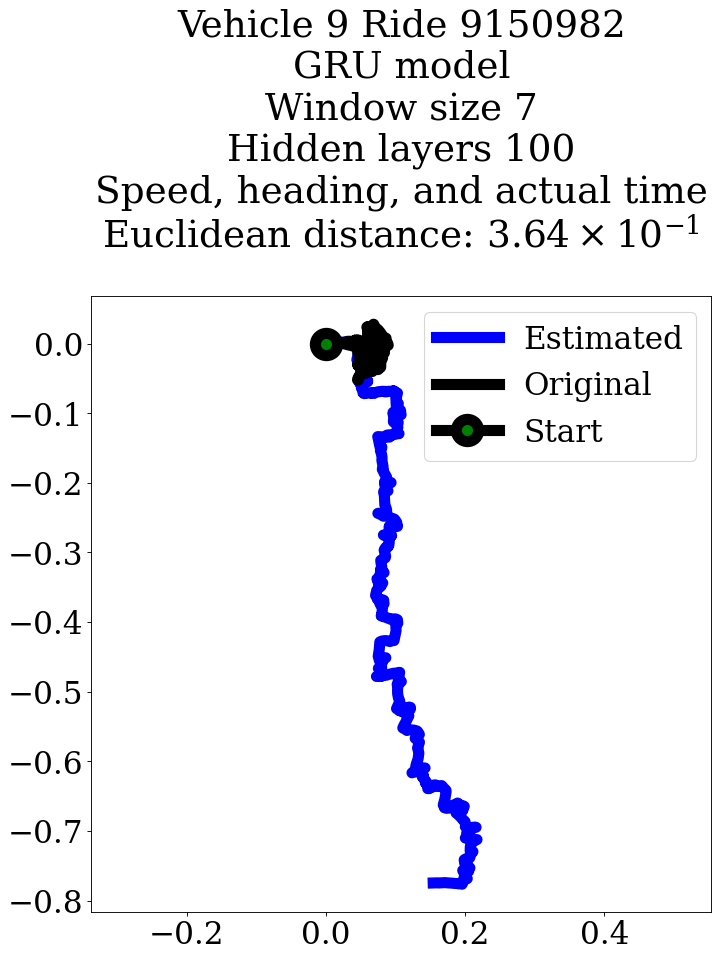 Vehicle 9 Ride 9150982
GRU model
Window size 7
Hidden layers 100
Speed, heading, and actual time
Euclidean distance: 3.64 × 10⁻¹
Estimated
Original
Start
0.0
−0.1
−0.2
−0.3
−0.4
−0.5
−0.6
−0.7
−0.8
−0.2 0.0 0.2 0.4